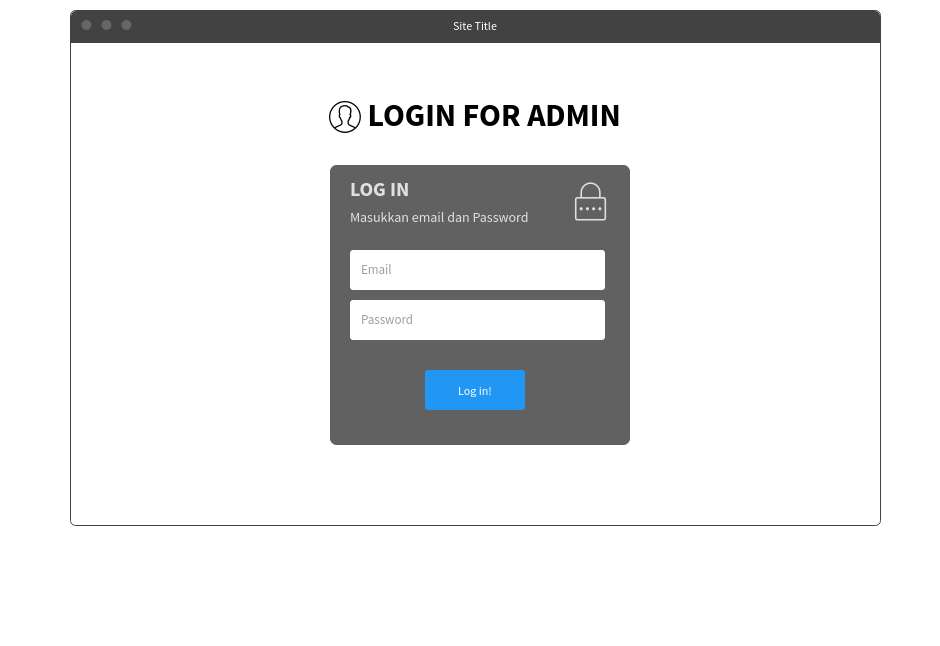 Site Title
LOGIN FOR ADMIN
LOG IN
Masukkan email dan Password
Email
Password
Log in!